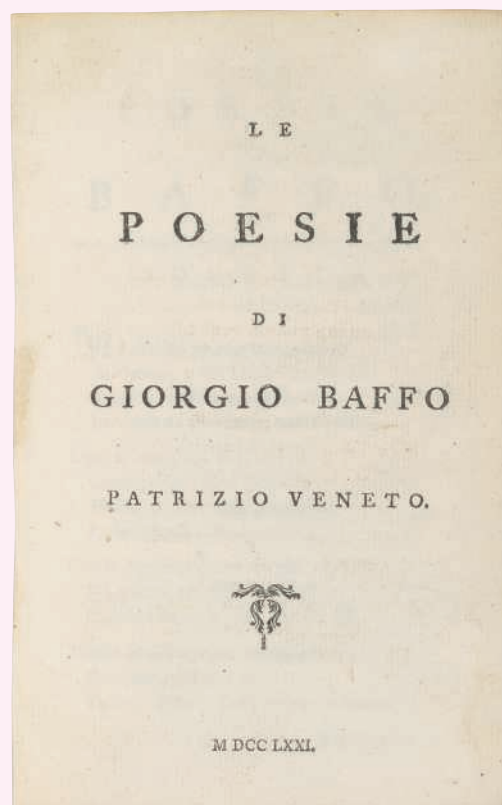 LE
POESIE
DI
GIORGIO BAFFO
PATRIZIO VENETO.
M DCC LXXI.